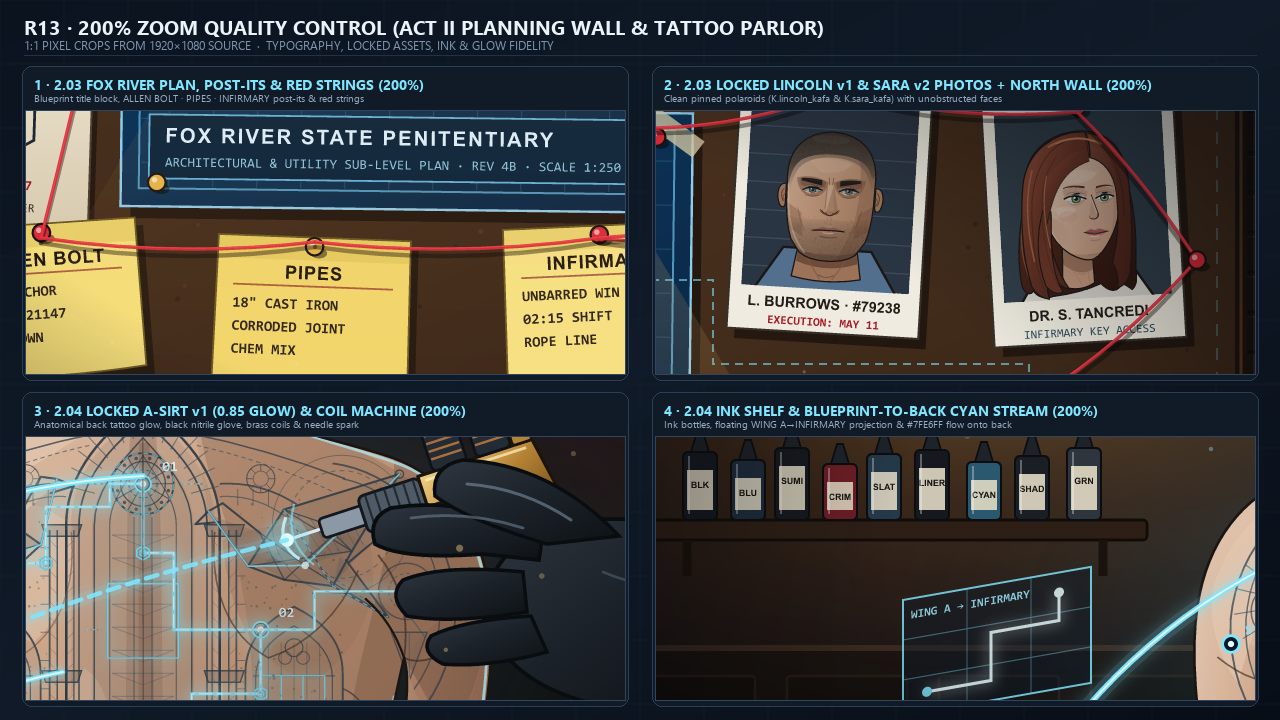 R13 · 200% ZOOM QUALITY CONTROL (ACT II PLANNING WALL & TATTOO PARLOR)
1:1 PIXEL CROPS FROM 1920×1080 SOURCE · TYPOGRAPHY, LOCKED ASSETS, INK & GLOW FIDELITY
1 · 2.03 FOX RIVER PLAN, POST-ITS & RED STRINGS (200%)
Blueprint title block, ALLEN BOLT · PIPES · INFIRMARY post-its & red strings
FOX RIVER STATE PENITENTIARY
ARCHITECTURAL & UTILITY SUB-LEVEL PLAN · REV 4B · SCALE 1:250
7
ER
EN BOLT
CHOR
21147
OWN
PIPES
18" CAST IRON
CORRODED JOINT
CHEM MIX
INFIRMA
UNBARRED WIN
02:15 SHIFT
ROPE LINE
2 · 2.03 LOCKED LINCOLN v1 & SARA v2 PHOTOS + NORTH WALL (200%)
Clean pinned polaroids (K.lincoln_kafa & K.sara_kafa) with unobstructed faces
L. BURROWS · #79238
EXECUTION: MAY 11
DR. S. TANCREDI
INFIRMARY KEY ACCESS
3 · 2.04 LOCKED A-SIRT v1 (0.85 GLOW) & COIL MACHINE (200%)
Anatomical back tattoo glow, black nitrile glove, brass coils & needle spark
01
02
4 · 2.04 INK SHELF & BLUEPRINT-TO-BACK CYAN STREAM (200%)
Ink bottles, floating WING A→INFIRMARY projection & #7FE6FF flow onto back
BLK
BLU
SUMI
CRIM
SLAT
LINER
CYAN
SHAD
GRN
WING A → INFIRMARY